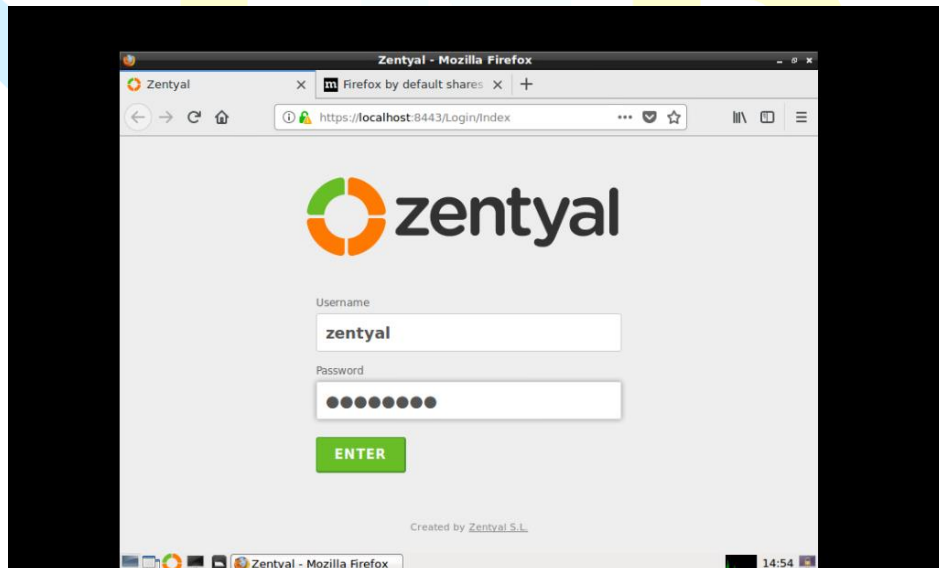 Zentyal - Mozilla Firefox
Zentyal
m Firefox by default shares
https://localhost:8443/Login/Index
zentyal
Username
zentyal
Password
ENTER
Created by Zentyal S.L.
Zentyal - Mozilla Firefox
14:54